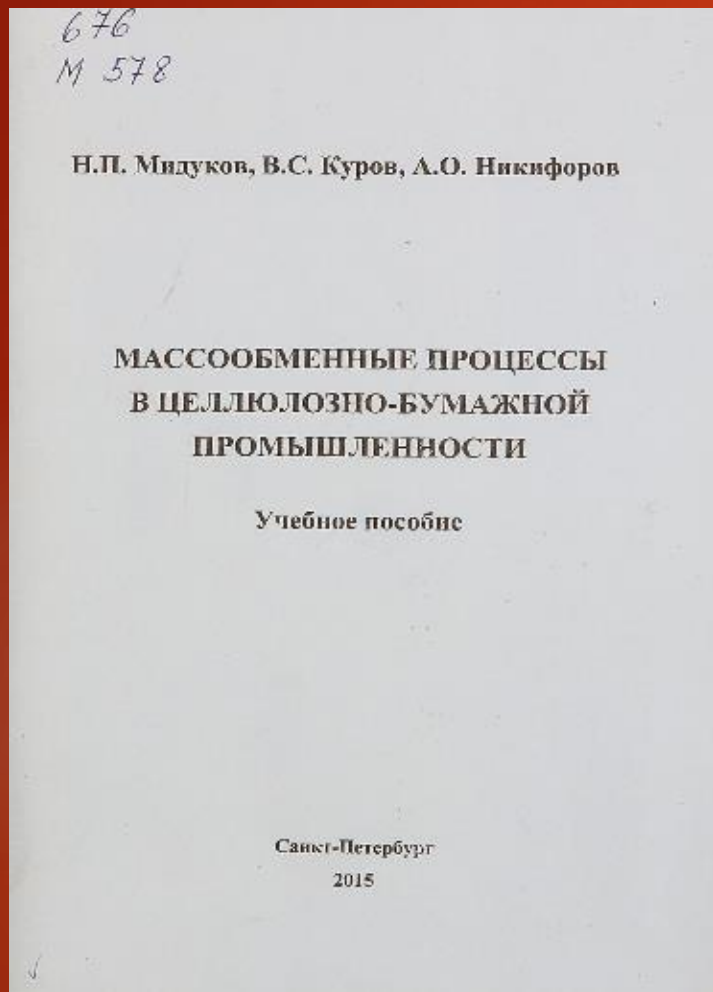 676
М 578
Н.П. Мидуков, В.С. Куров, А.О. Никифоров
МАССООБМЕННЫЕ ПРОЦЕССЫ
В ЦЕЛЛЮЛОЗНО-БУМАЖНОЙ
ПРОМЫШЛЕННОСТИ
Учебное пособие
Санкт-Петербург
2015